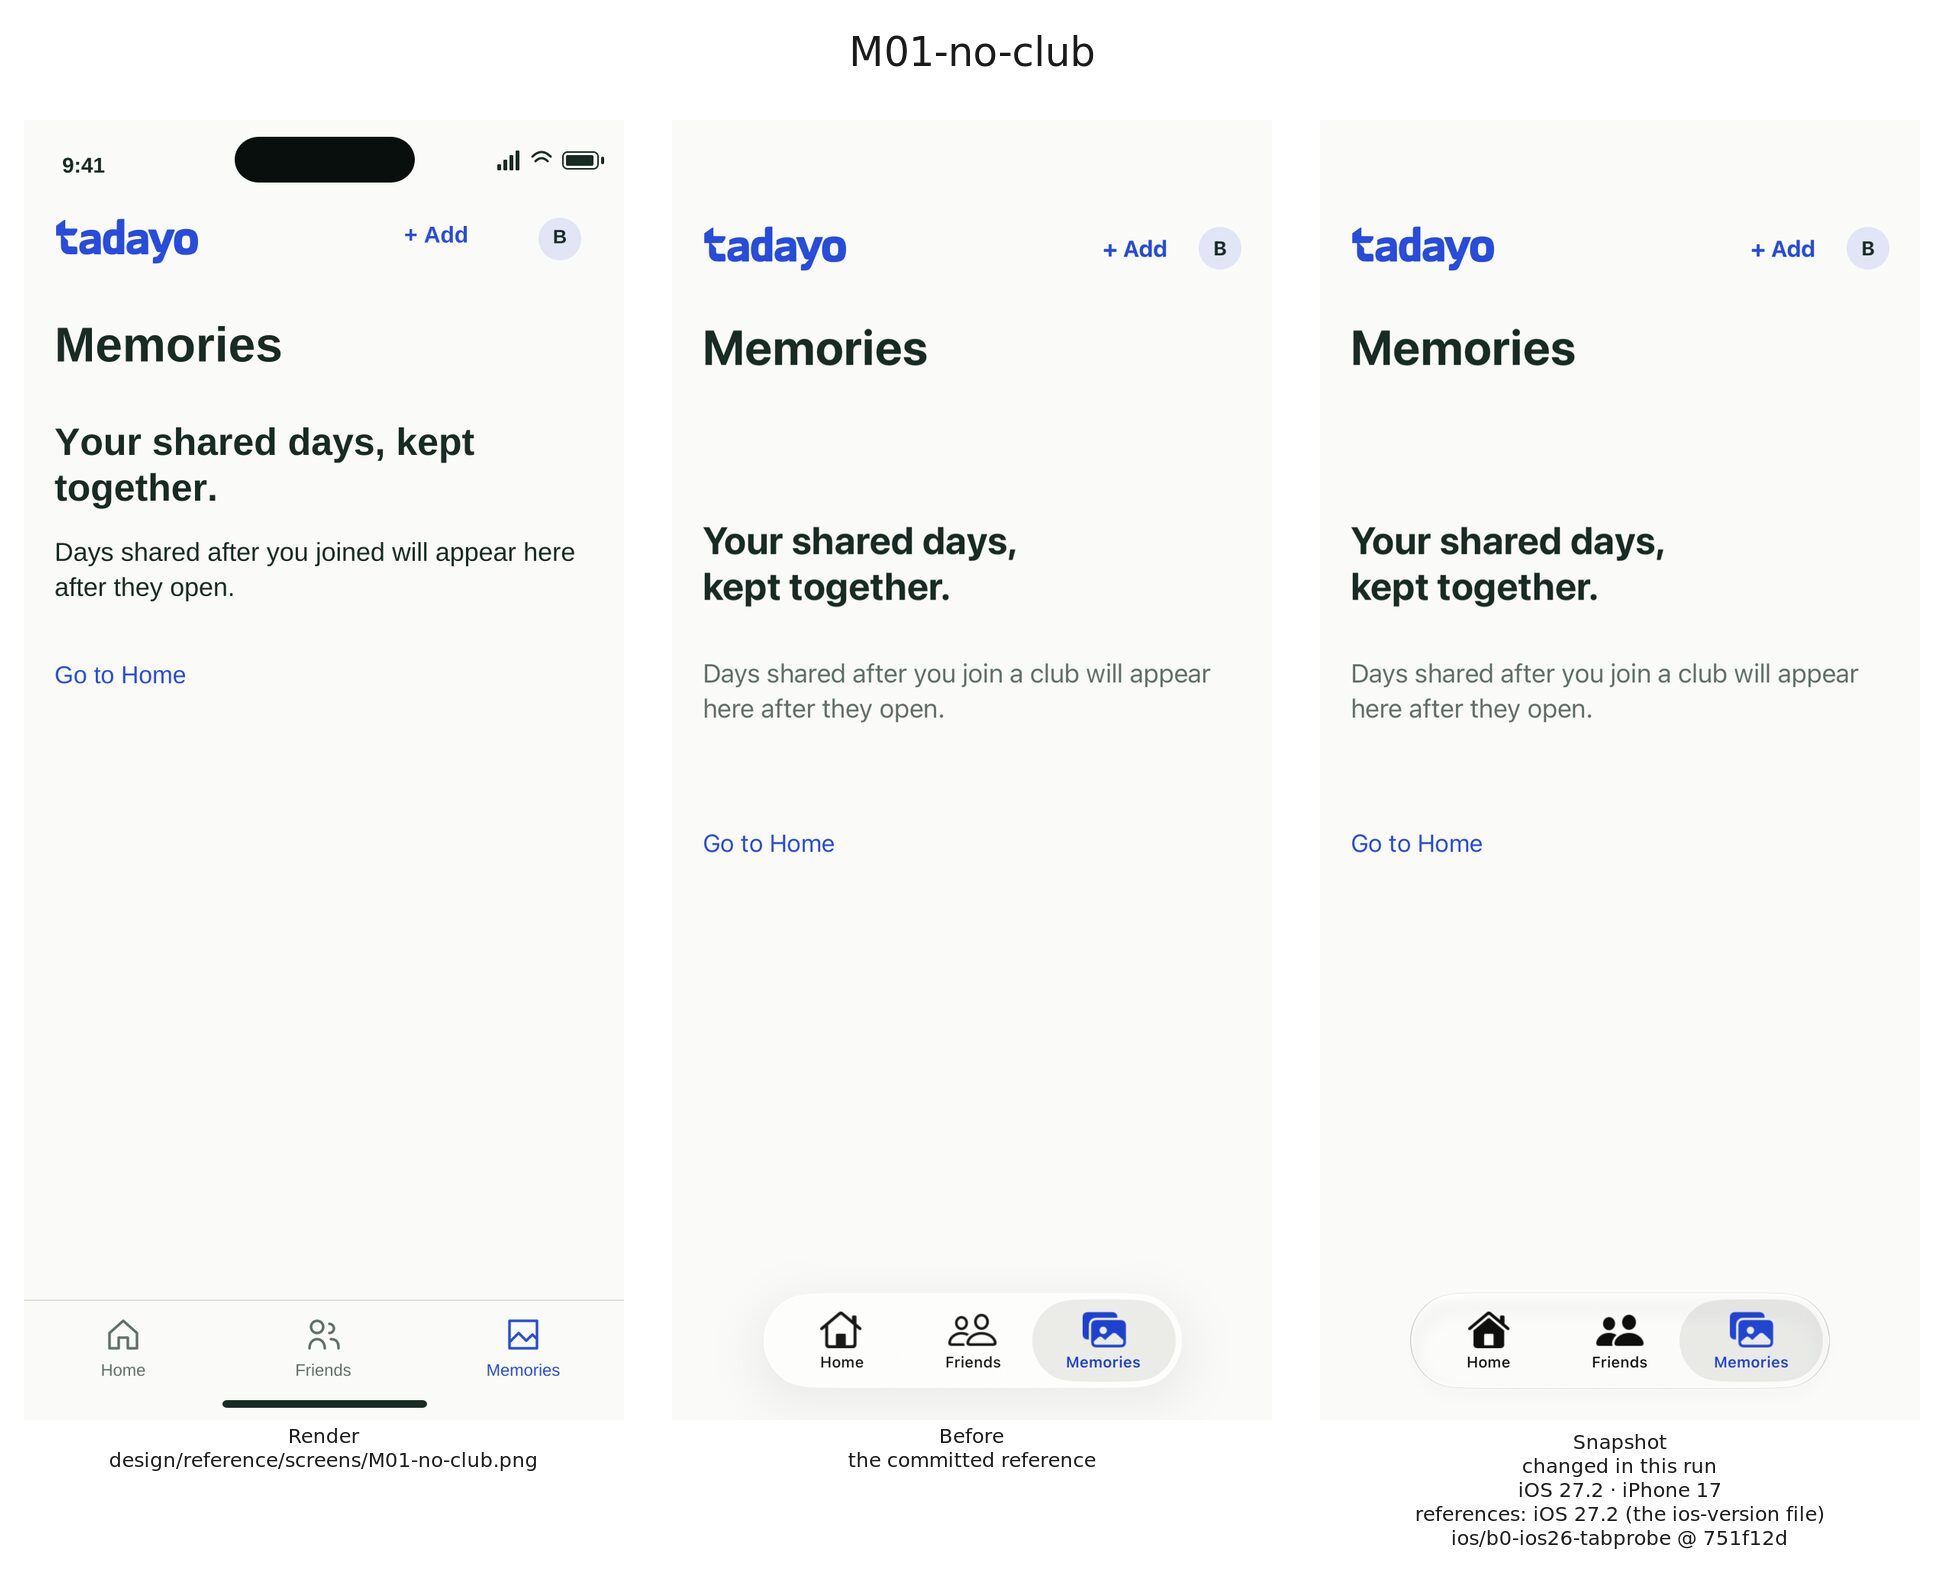 M01-no-club
9:41
tadayo
+ Add
B
Memories
Your shared days, kept
together.
Days shared after you joined will appear here
after they open.
Go to Home
Home
Friends
Memories
Render
design/reference/screens/M01-no-club.png
tadayo
+ Add
B
Memories
Your shared days,
kept together.
Days shared after you join a club will appear
here after they open.
Go to Home
Home
Friends
Memories
Before
the committed reference
tadayo
+ Add
B
Memories
Your shared days,
kept together.
Days shared after you join a club will appear
here after they open.
Go to Home
Home
Friends
Memories
Snapshot
changed in this run
iOS 27.2 · iPhone 17
references: iOS 27.2 (the ios-version file)
ios/b0-ios26-tabprobe @ 751f12d